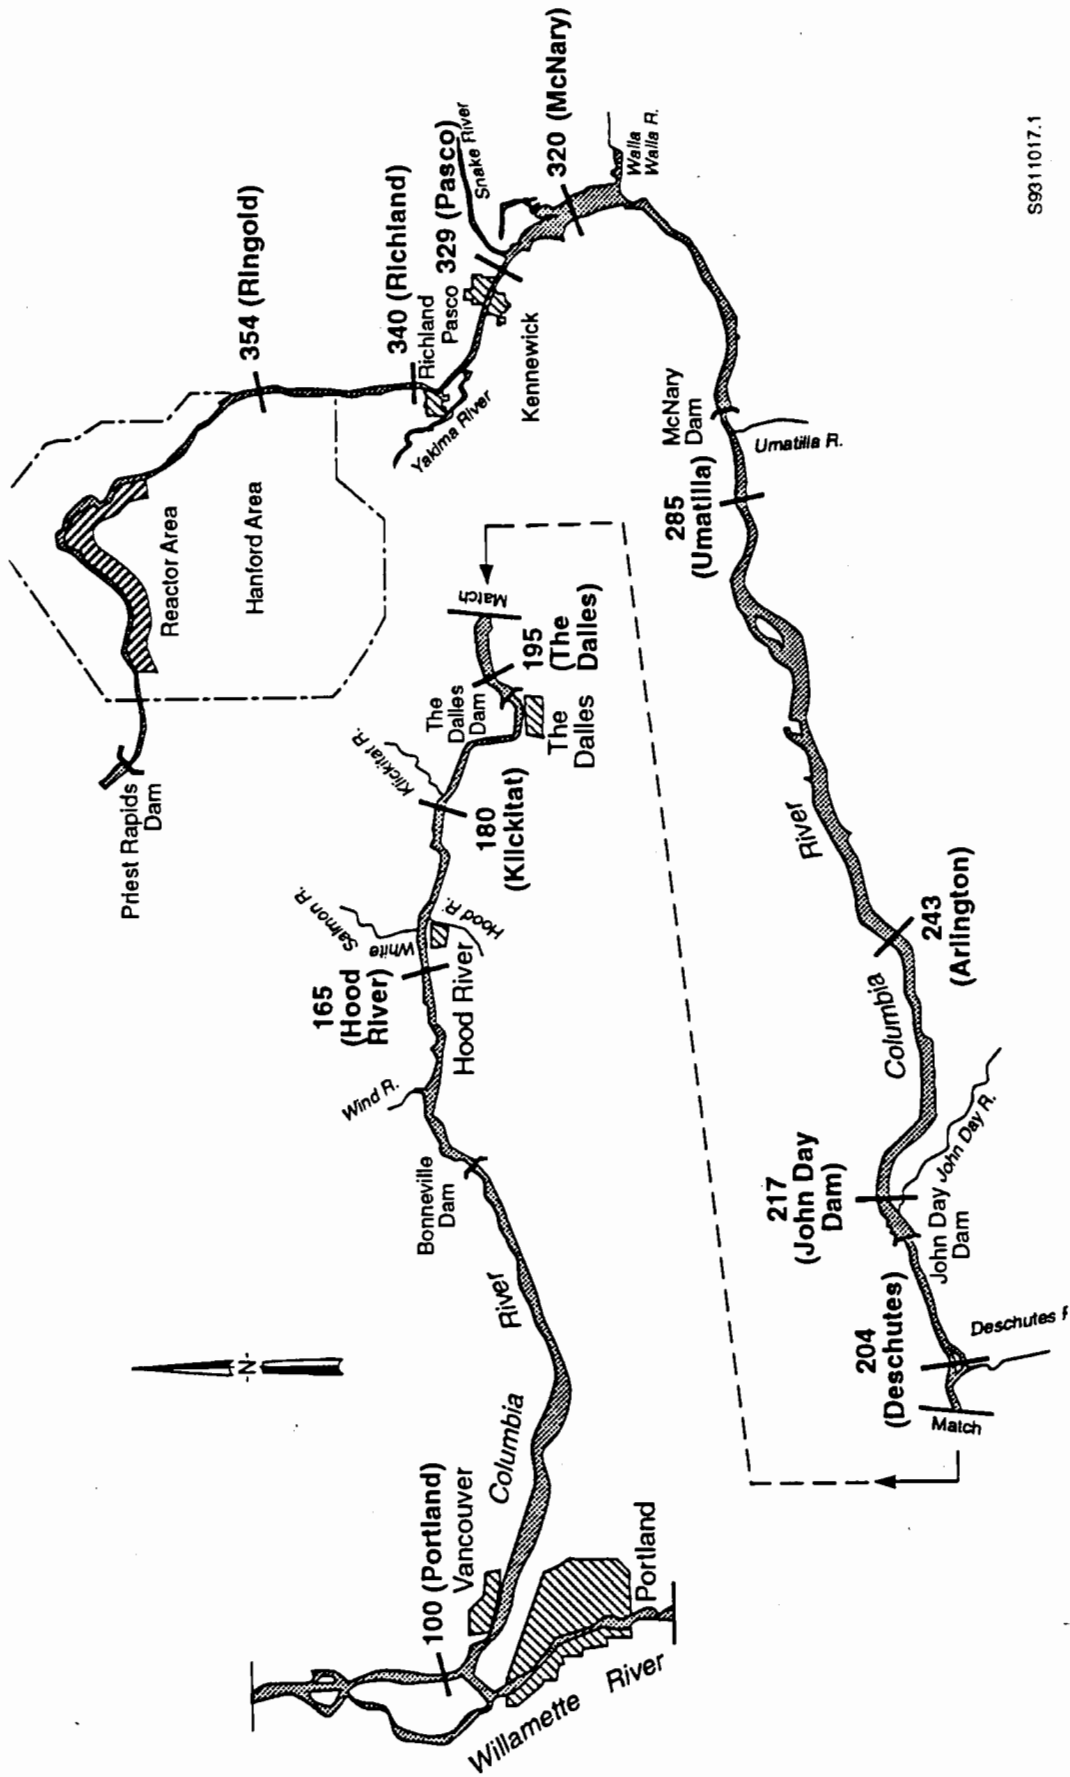 Priest Rapids
Dam
Reactor Area
Hanford Area
354 (RIngold)
340 (Richland)
Richland
Pasco
329 (Pasco)
Snake River
Yakima River
Kennewick
320 (McNary)
Walla
Walla R.
McNary
Dam
Umatilla R.
285
(Umatilla)
Match
195
(The
Dalles)
The
Dalles
Dam
The
Dalles
Klickitat R.
180
(Klickitat)
White
Salmon R.
Hood R.
165
(Hood
River)
Hood River
Wind R.
Bonneville
Dam
River
Columbia
-N-
100 (Portland)
Vancouver
Portland
Willamette River
River
243
(Arlington)
Columbia
217
(John Day
Dam)
John Day R.
John Day
Dam
204
(Deschutes)
Deschutes R
Match
S9311017.1